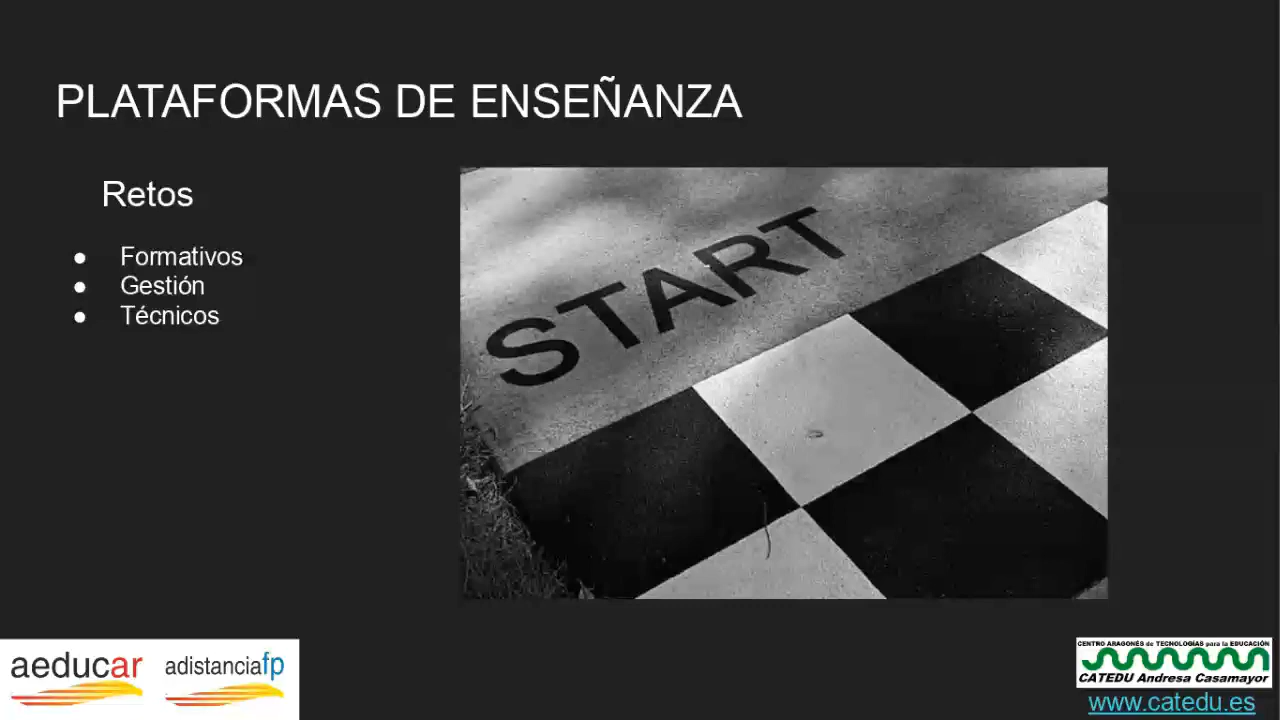 PLATAFORMAS DE ENSEÑANZA
Retos
● Formativos
● Gestión
● Técnicos
START
aeducar
adistanciafp
CENTRO ARAGONÉS de TECNOLOGÍAS para la EDUCACIÓN
CATEDU Andresa Casamayor
www.catedu.es